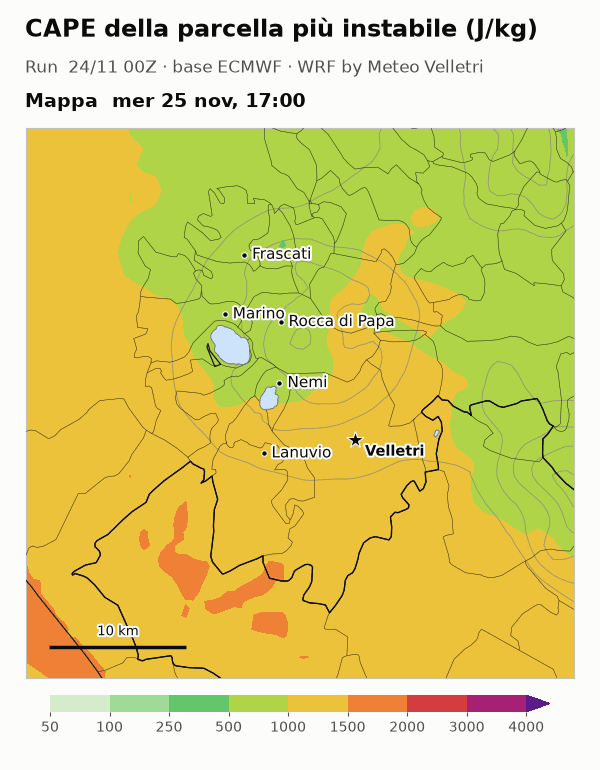 CAPE della parcella più instabile (J/kg)
Run  24/11 00Z · base ECMWF · WRF by Meteo Velletri
Mappa  mer 25 nov, 17:00
Frascati
Marino
Rocca di Papa
Nemi
Velletri
Lanuvio
10 km
50 100 250 500 1000 1500 2000 3000 4000